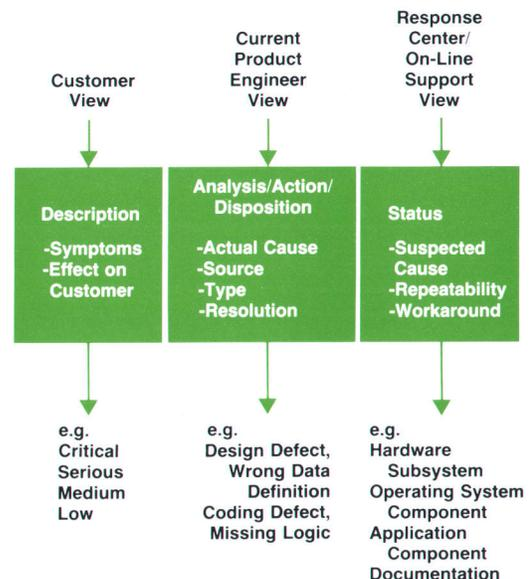 Customer
View
Current
Product
Engineer
View
Response
Center/
On-Line
Support
View
Description
-Symptoms
-Effect on
Customer
Analysis/Action/
Disposition
-Actual Cause
-Source
-Type
-Resolution
Status
-Suspected
Cause
-Repeatability
-Workaround
e.g.
Critical
Serious
Medium
Low
e.g.
Design Defect,
Wrong Data
Definition
Coding Defect,
Missing Logic
e.g.
Hardware
Subsystem
Operating System
Component
Application
Component
Documentation